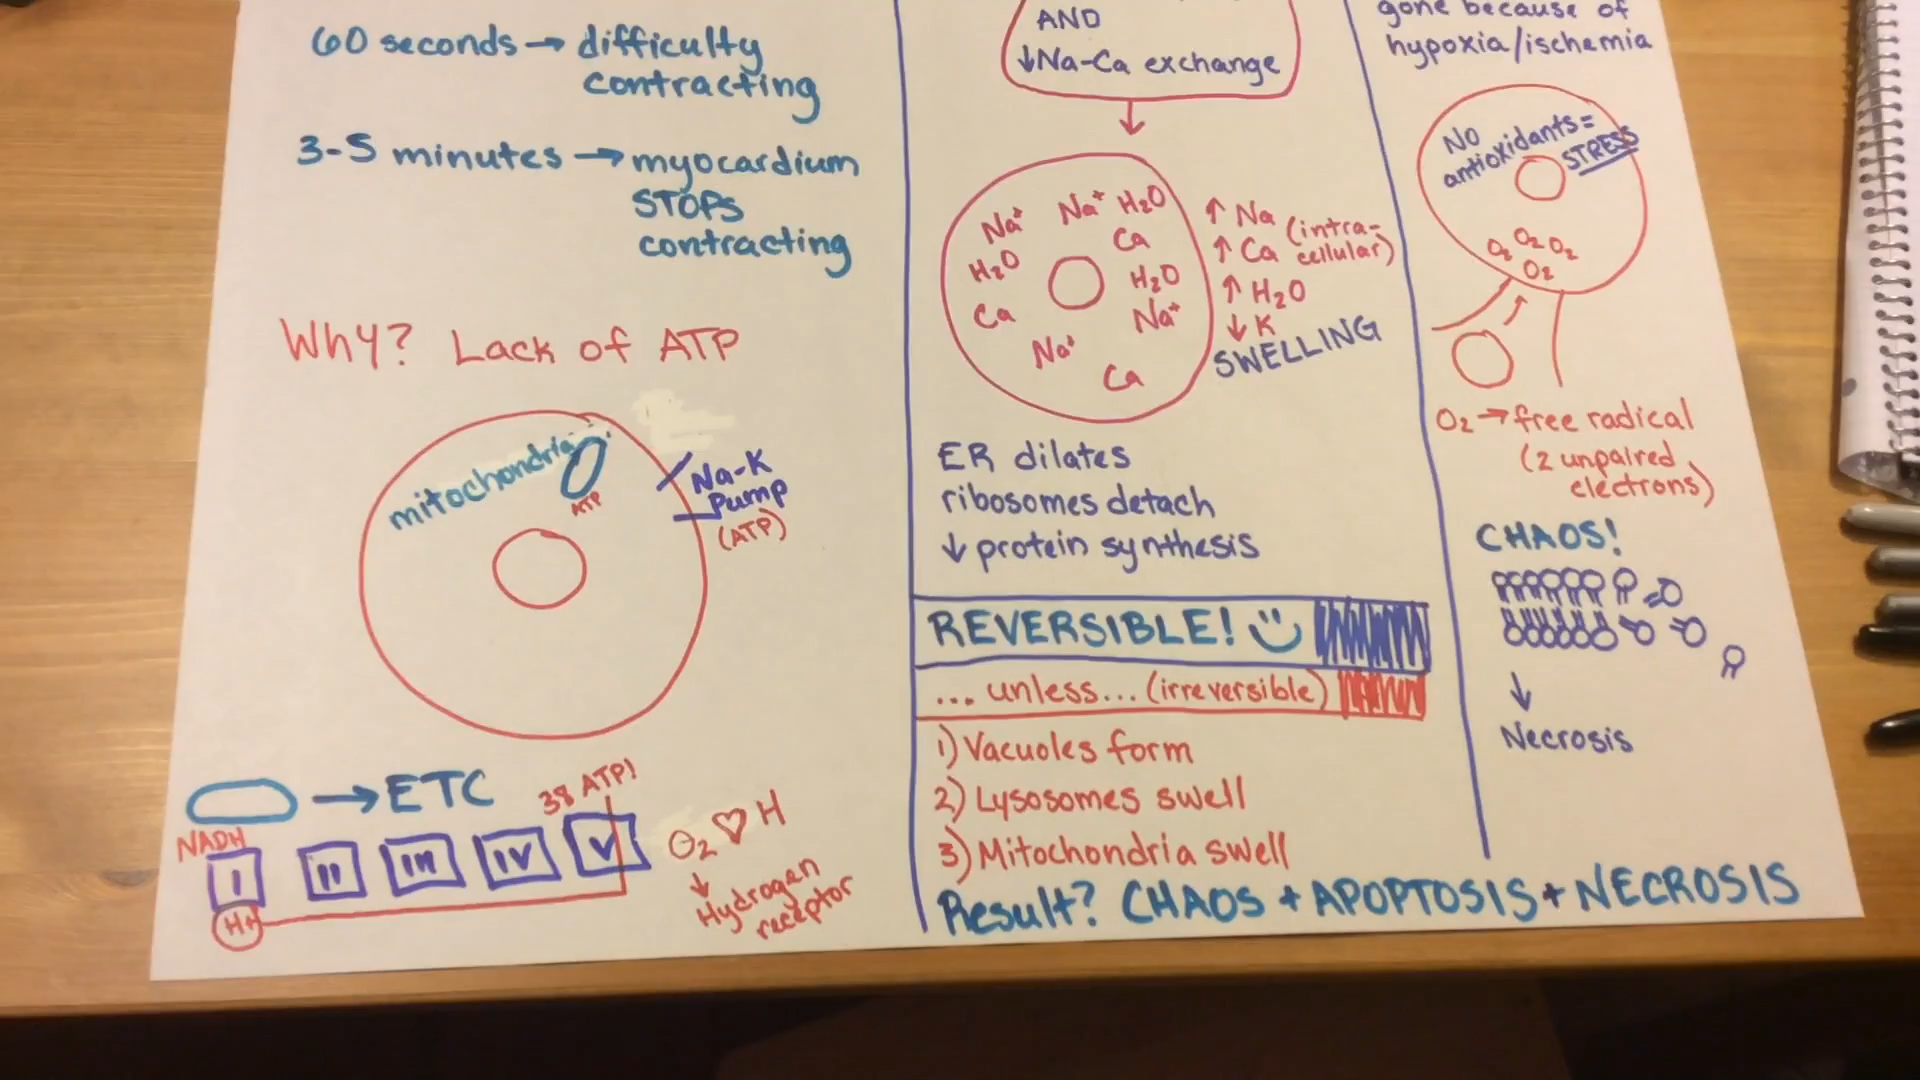 60 seconds → difficulty
contracting
3-5 minutes → myocardium
STOPS
contracting
Why? Lack of ATP
mitochondria
ATP
Na-K
Pump
(ATP)
→ ETC
38 ATP!
NADH
I II III IV V
H+
O₂ ♡ H
↓
Hydrogen
receptor
AND
↓Na-Ca exchange
↓
Na⁺ Na⁺ H₂O
Ca
H₂O H₂O
Ca Na⁺
Na⁺
Ca
↑ Na (intra-
↑ Ca cellular)
↑ H₂O
↓ K
SWELLING
ER dilates
ribosomes detach
↓ protein synthesis
REVERSIBLE!
... unless... (irreversible)
1) Vacuoles form
2) Lysosomes swell
3) Mitochondria swell
Result? CHAOS + APOPTOSIS + NECROSIS
gone because of
hypoxia/ischemia
NO
antioxidants=
STRESS
O₂ O₂ O₂
O₂
O₂ → free radical
(2 unpaired
electrons)
CHAOS!
↓
Necrosis